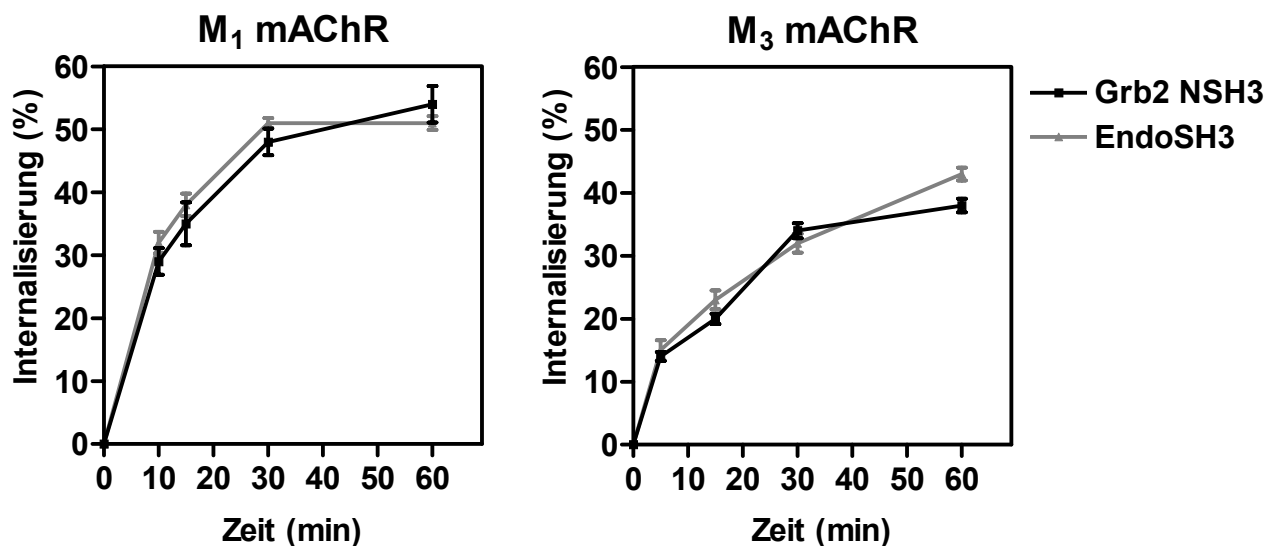 M₁ mAChR
Internalisierung (%)
60
50
40
30
20
10
0
0 10 20 30 40 50 60
Zeit (min)
M₃ mAChR
Internalisierung (%)
60
50
40
30
20
10
0
0 10 20 30 40 50 60
Zeit (min)
Grb2 NSH3
EndoSH3